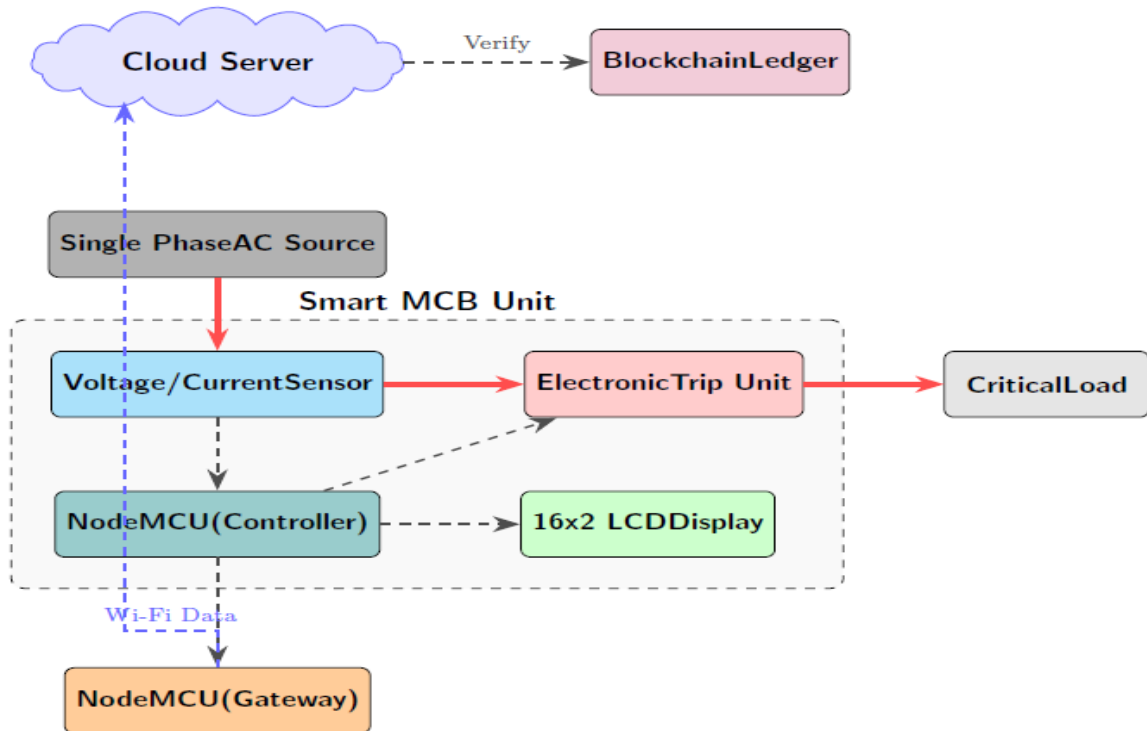 Cloud Server
Verify
BlockchainLedger
Single PhaseAC Source
Smart MCB Unit
Voltage/CurrentSensor
ElectronicTrip Unit
CriticalLoad
NodeMCU(Controller)
16x2 LCDDisplay
Wi-Fi Data
NodeMCU(Gateway)